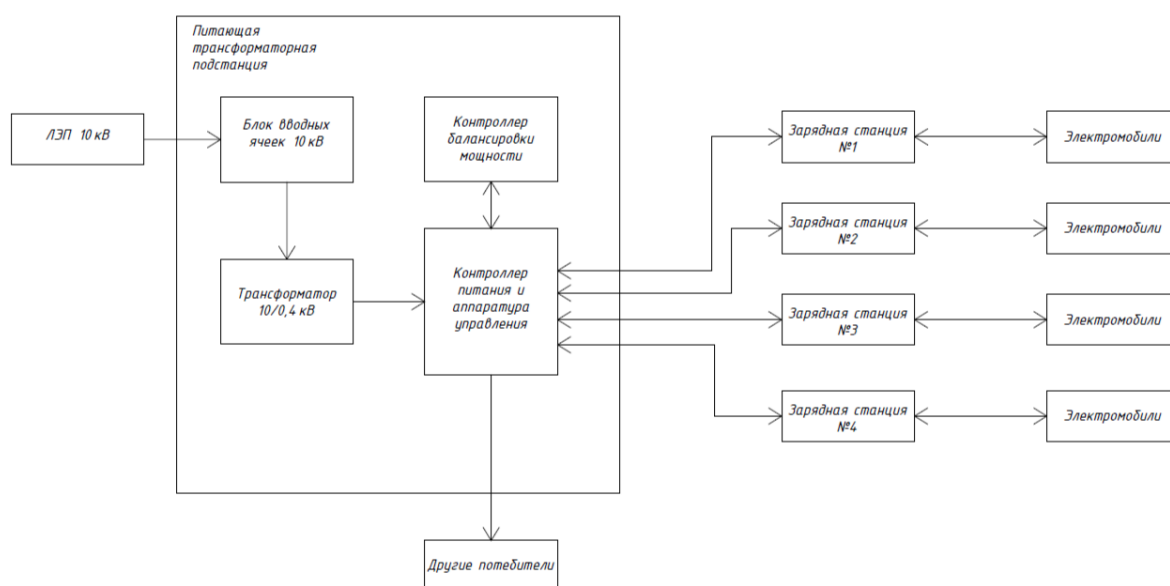 Питающая
трансформаторная
подстанция
ЛЭП 10 кВ
Блок вводных
ячеек 10 кВ
Контроллер
балансировки
мощности
Зарядная станция
№1
Электромобили
Зарядная станция
№2
Электромобили
Трансформатор
10/0,4 кВ
Контроллер
питания и
аппаратура
управления
Зарядная станция
№3
Электромобили
Зарядная станция
№4
Электромобили
Другие потебители